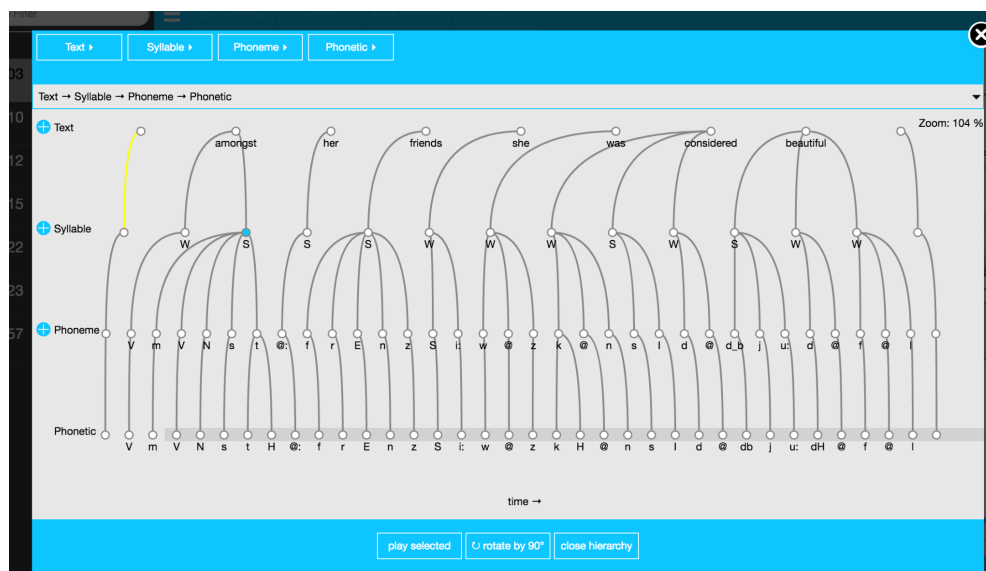 Filter
03
10
12
15
22
23
57
Text ▸ Syllable ▸ Phoneme ▸ Phonetic ▸
Text → Syllable → Phoneme → Phonetic
Text
Zoom: 104 %
amongst her friends she was considered beautiful
Syllable
W S S S W W W S W S W W
Phoneme
V m V N s t @: f r E n z S i: w @ z k @ n s I d @ d_b j u: d @ f @ l
Phonetic
V m V N s t H @: f r E n z S i: w @ z k H @ n s I d @ db j u: dH @ f @ l
time →
play selected ↻ rotate by 90° close hierarchy